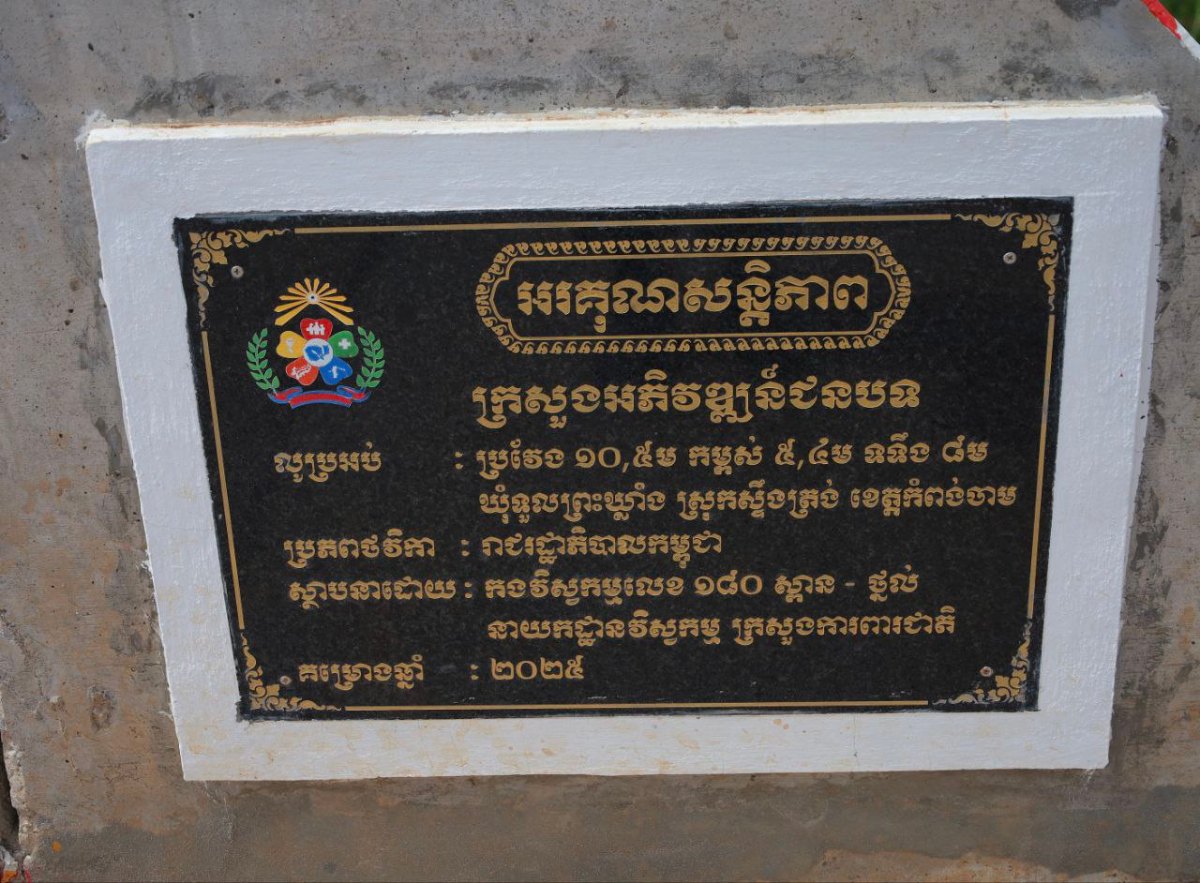 អរគុណសន្តិភាព
ក្រសួងអភិវឌ្ឍន៍ជនបទ
លូប្រអប់ : ប្រវែង ១០,៥ម កម្ពស់ ៥,៤ម ទទឹង ៨ម
ឃុំទួលព្រះឃ្លាំង ស្រុកស្ទឹងត្រង់ ខេត្តកំពង់ចាម
ប្រភពថវិកា : រាជរដ្ឋាភិបាលកម្ពុជា
ស្ថាបនាដោយ : កងវិស្វកម្មលេខ ១៨០ ស្ពាន - ថ្នល់
នាយកដ្ឋានវិស្វកម្ម ក្រសួងការពារជាតិ
គម្រោងឆ្នាំ : ២០២៥